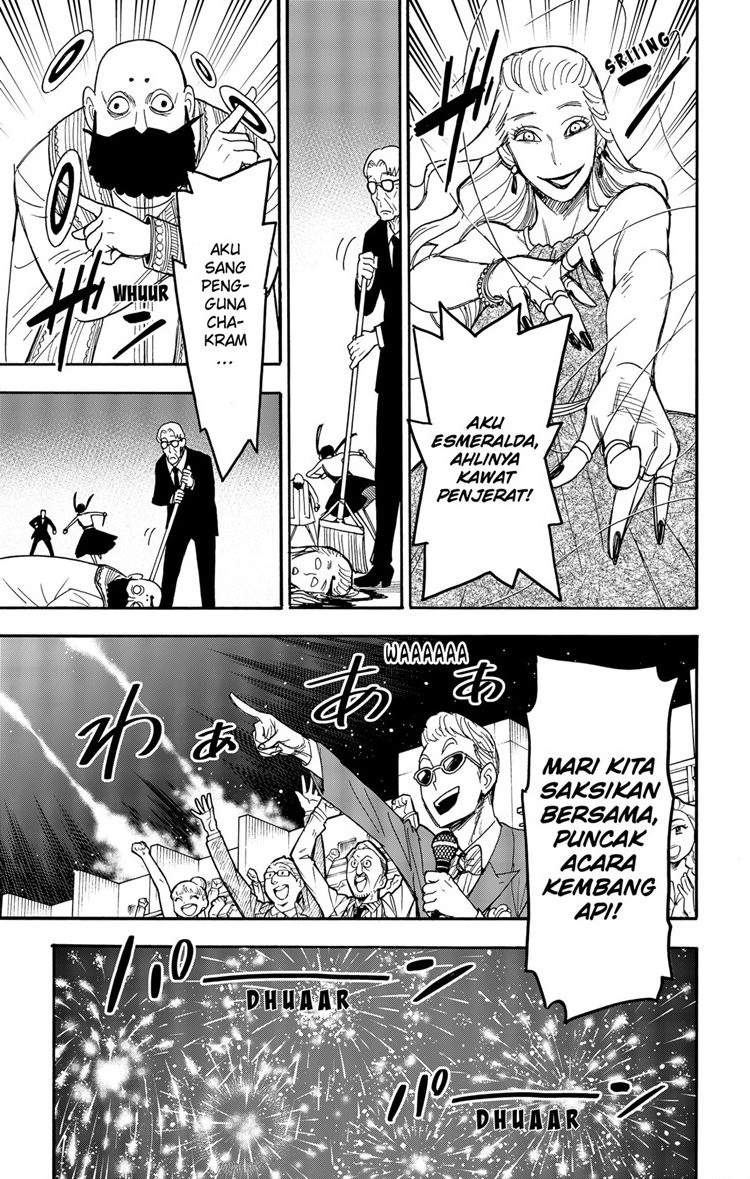 SRIIING
AKU
ESMERALDA,
AHLINYA
KAWAT
PENJERAT!
AKU
SANG
PENG-
GUNA
CHA-
KRAM
...
WHUUR
WAAAAAA
わぁあぁ
MARI KITA
SAKSIKAN
BERSAMA,
PUNCAK
ACARA
KEMBANG
API!
パーン
DHUAAR
パーン
DHUAAR